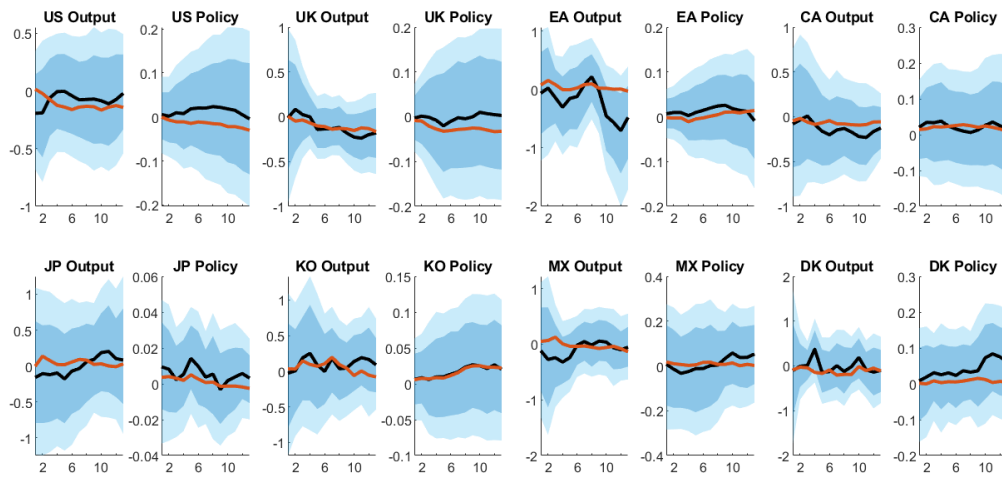 US Output US Policy UK Output UK Policy EA Output EA Policy CA Output CA Policy
0.5 0.2 1 0.2 1 0.2 1 0.3
0.2
0.1 0.5 0.1 0.1 0.5
0 0 0 0 0.1
0 0 0 0
-0.5 -0.1 -0.5 -0.1 -1 -0.1 -0.5 -0.1
-1 -0.2 -1 -0.2 -2 -0.2 -1 -0.2
2 6 10 2 6 10 2 6 10 2 6 10 2 6 10 2 6 10 2 6 10 2 6 10
JP Output JP Policy KO Output KO Policy MX Output MX Policy DK Output DK Policy
0.06 0.15 0.4 2 0.3
1 0.04 1 0.1 1 0.2 1 0.2
0.5 0.02 0.5 0.05 0.1
0 0 0 0 0 0 0 0
-0.5 -0.02 -0.5 -0.05 -1 -0.2 -1 -0.1
-1 -0.04 -1 -0.1 -2 -0.4 -2 -0.2
2 6 10 2 6 10 2 6 10 2 6 10 2 6 10 2 6 10 2 6 10 2 6 10